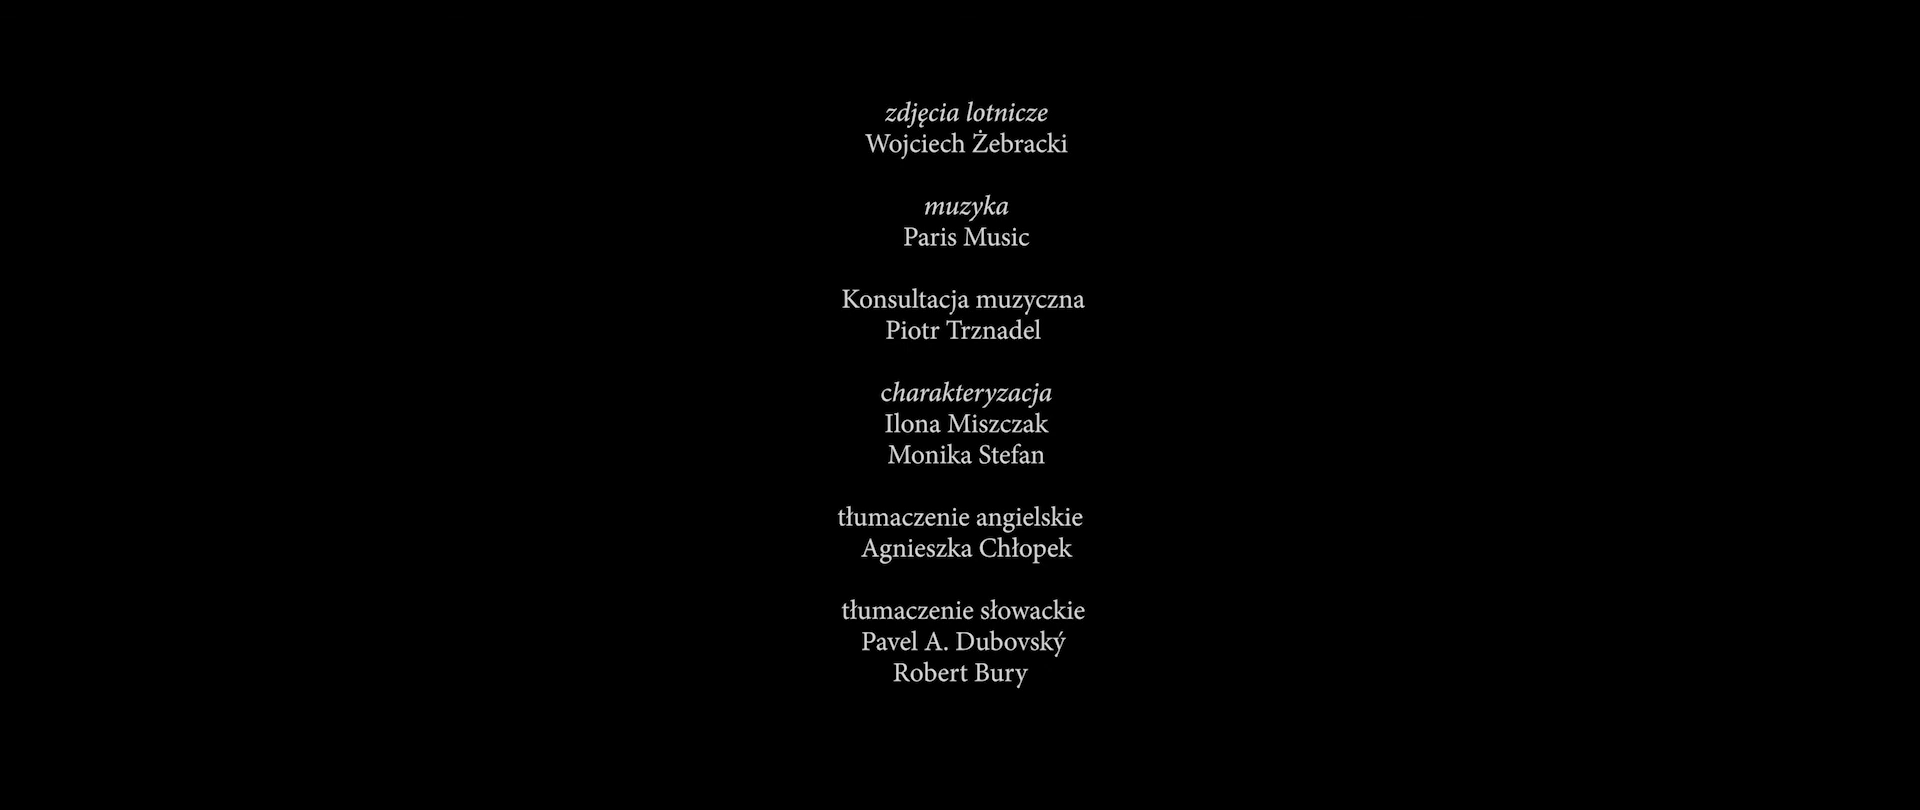 zdjęcia lotnicze
Wojciech Żebracki
muzyka
Paris Music
Konsultacja muzyczna
Piotr Trznadel
charakteryzacja
Ilona Miszczak
Monika Stefan
tłumaczenie angielskie
Agnieszka Chłopek
tłumaczenie słowackie
Pavel A. Dubovský
Robert Bury